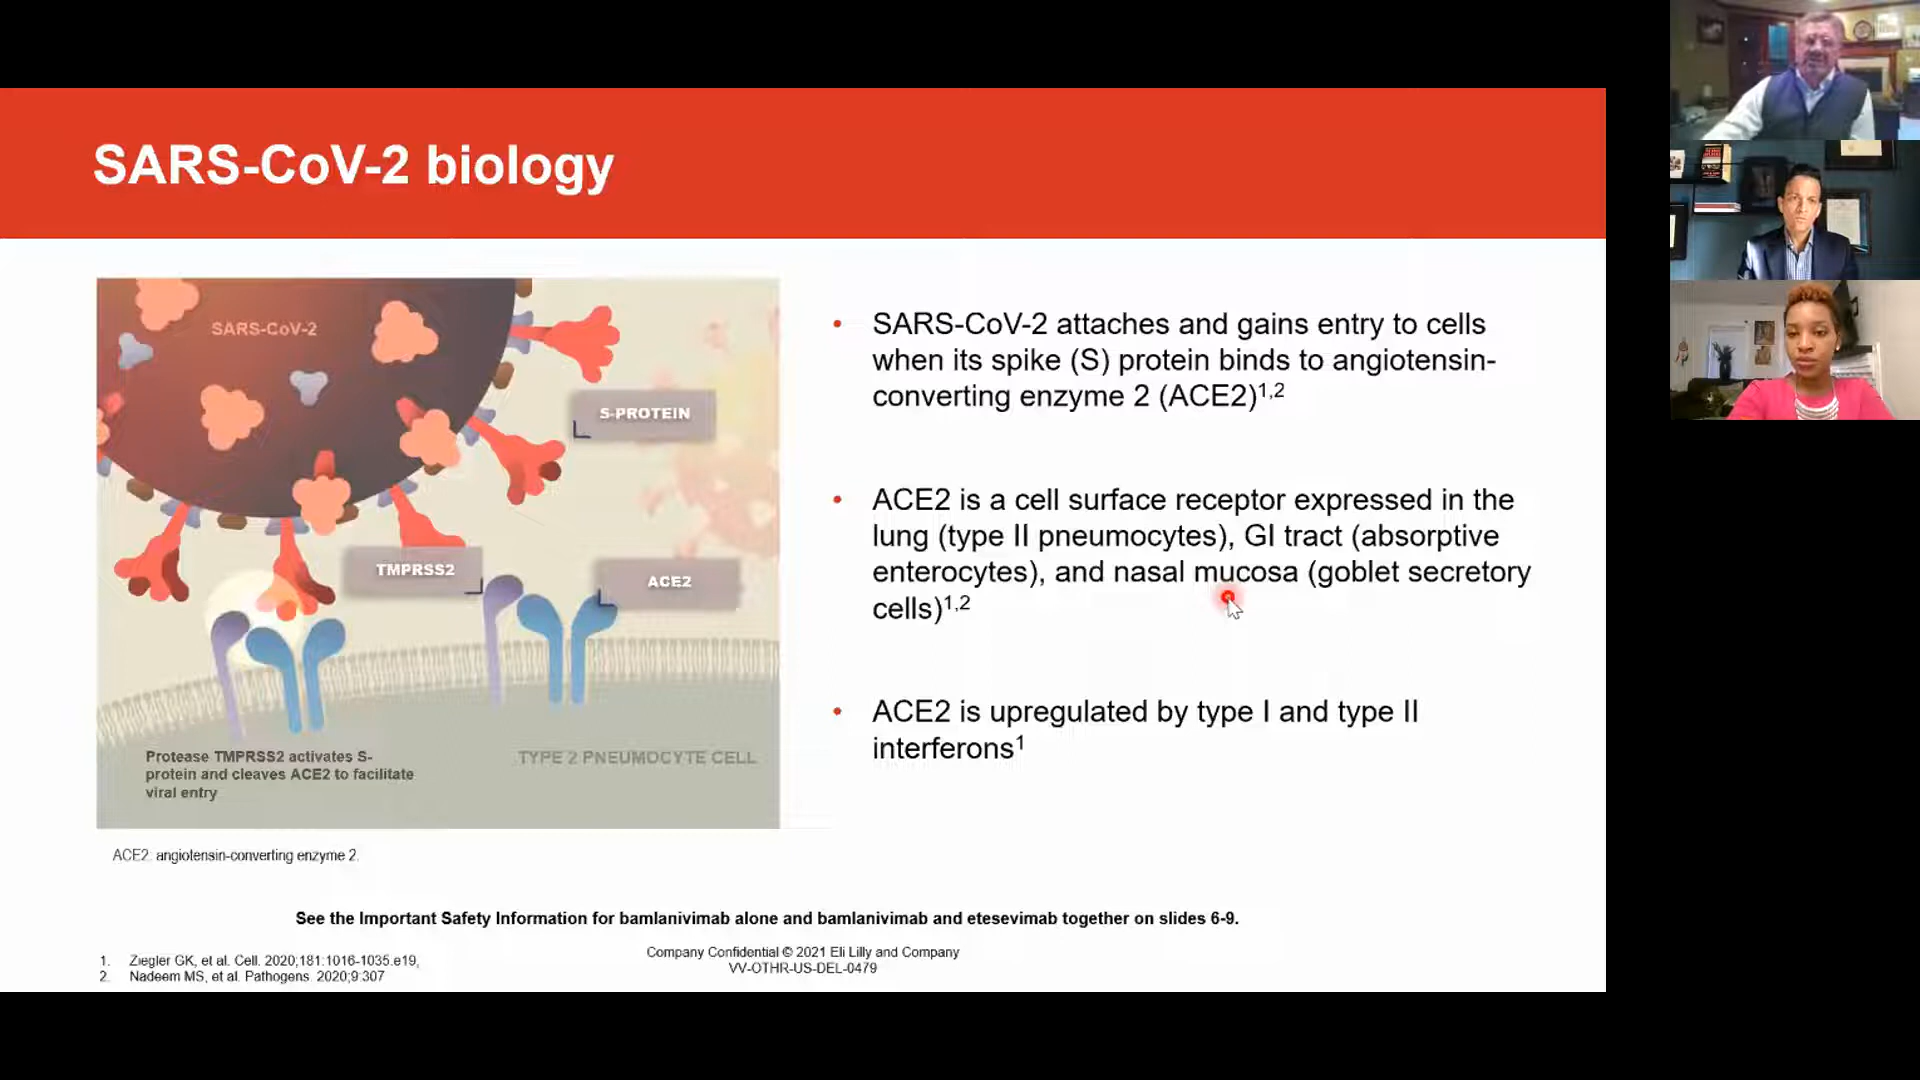 SARS-CoV-2 biology
SARS-CoV-2
S-PROTEIN
TMPRSS2
ACE2
Protease TMPRSS2 activates S-
protein and cleaves ACE2 to facilitate
viral entry
TYPE 2 PNEUMOCYTE CELL
ACE2: angiotensin-converting enzyme 2.
• SARS-CoV-2 attaches and gains entry to cells
when its spike (S) protein binds to angiotensin-
converting enzyme 2 (ACE2)1,2
• ACE2 is a cell surface receptor expressed in the
lung (type II pneumocytes), GI tract (absorptive
enterocytes), and nasal mucosa (goblet secretory
cells)1,2
• ACE2 is upregulated by type I and type II
interferons1
See the Important Safety Information for bamlanivimab alone and bamlanivimab and etesevimab together on slides 6-9.
1. Ziegler GK, et al. Cell. 2020;181:1016-1035.e19,
2. Nadeem MS, et al. Pathogens. 2020;9:307
Company Confidential © 2021 Eli Lilly and Company
VV-OTHR-US-DEL-0479